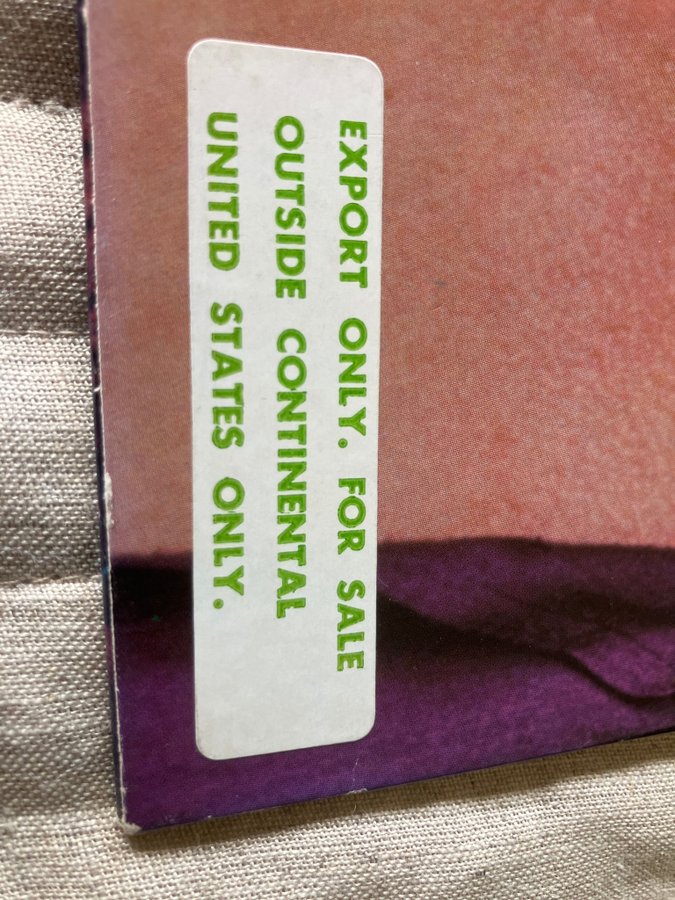 EXPORT ONLY. FOR SALE
OUTSIDE CONTINENTAL
UNITED STATES ONLY.